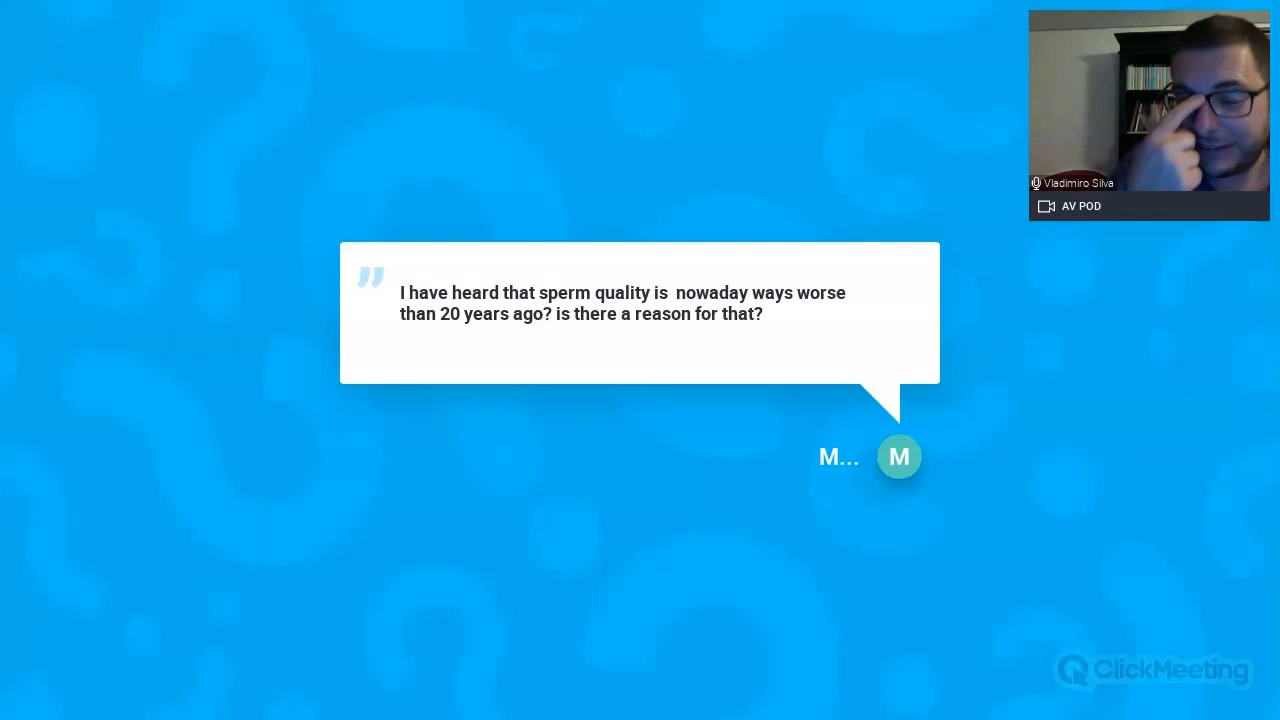 Vladimiro Silva
AV POD
I have heard that sperm quality is  nowaday ways worse
than 20 years ago? is there a reason for that?
M... M
ClickMeeting